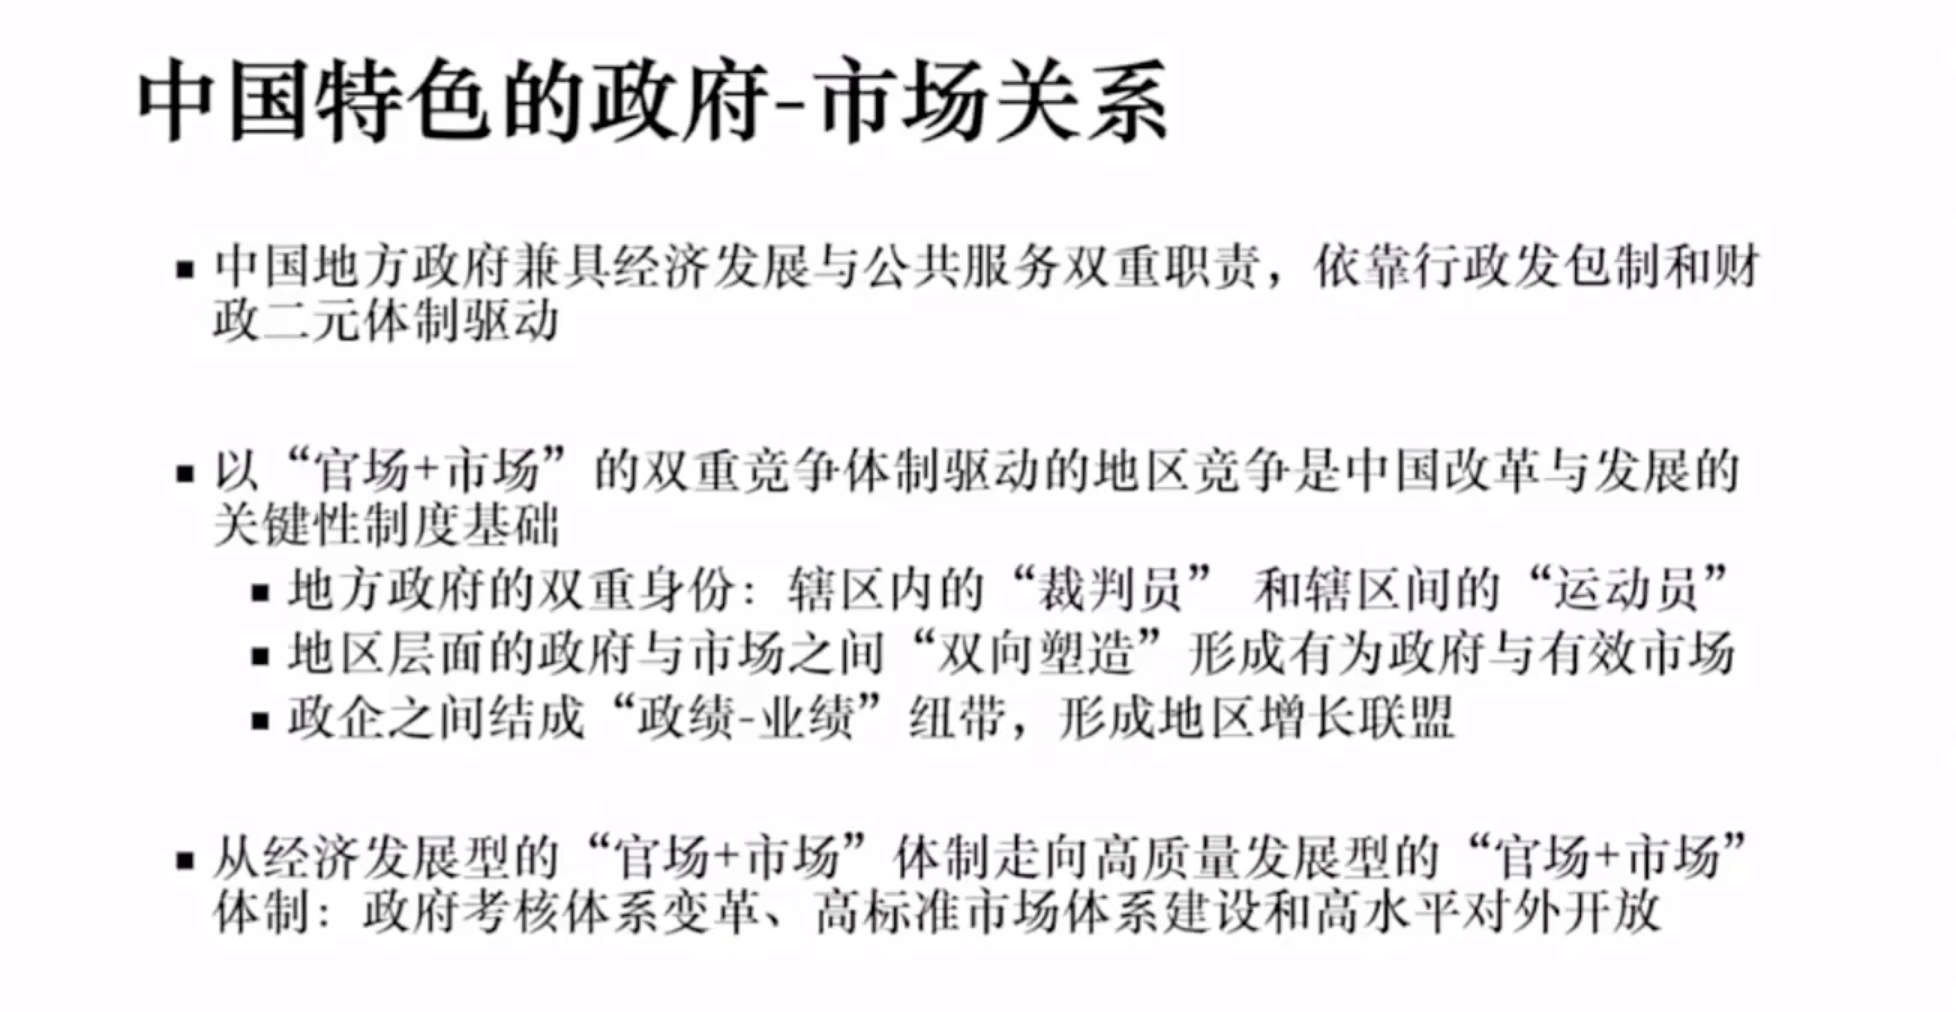 中国特色的政府-市场关系
▪ 中国地方政府兼具经济发展与公共服务双重职责，依靠行政发包制和财
政二元体制驱动
▪ 以“官场+市场”的双重竞争体制驱动的地区竞争是中国改革与发展的
关键性制度基础
▪ 地方政府的双重身份：辖区内的“裁判员” 和辖区间的“运动员”
▪ 地区层面的政府与市场之间“双向塑造”形成有为政府与有效市场
▪ 政企之间结成“政绩-业绩”纽带，形成地区增长联盟
▪ 从经济发展型的“官场+市场”体制走向高质量发展型的“官场+市场”
体制：政府考核体系变革、高标准市场体系建设和高水平对外开放